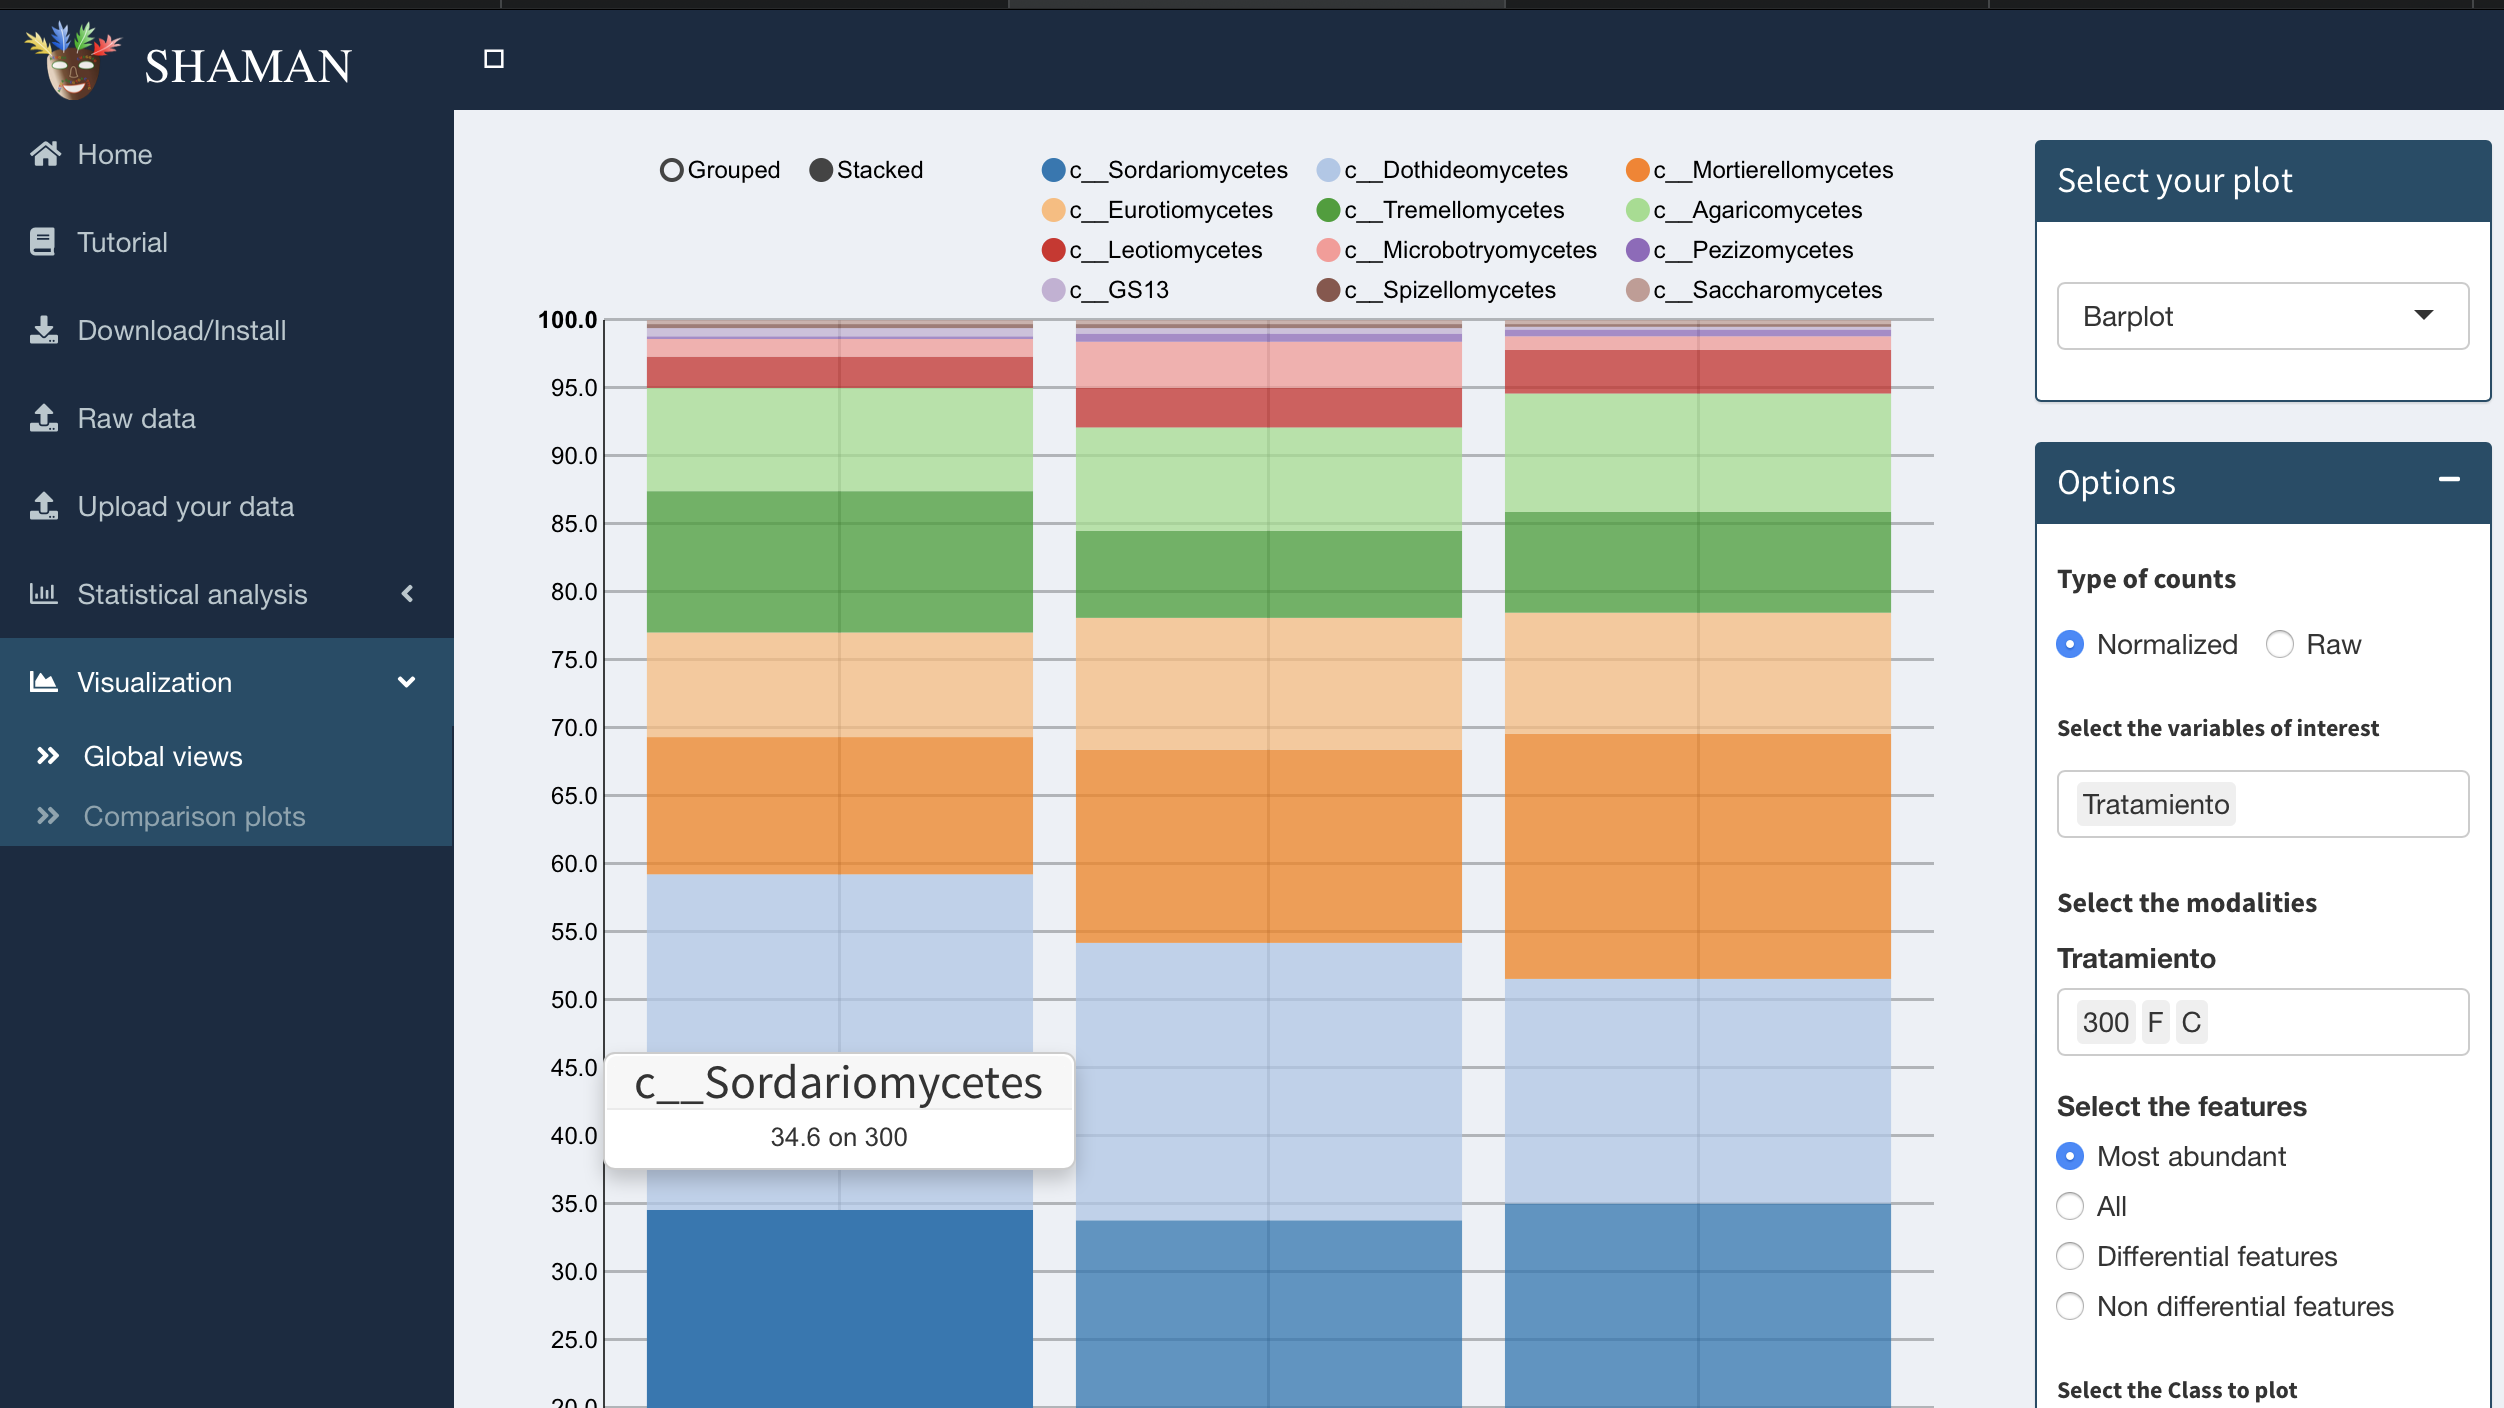 SHAMAN
Home
Tutorial
Download/Install
Raw data
Upload your data
Statistical analysis
Visualization
Global views
Comparison plots
Grouped Stacked
c__Sordariomycetes c__Dothideomycetes c__Mortierellomycetes
c__Eurotiomycetes c__Tremellomycetes c__Agaricomycetes
c__Leotiomycetes c__Microbotryomycetes c__Pezizomycetes
c__GS13 c__Spizellomycetes c__Saccharomycetes
100.0
95.0
90.0
85.0
80.0
75.0
70.0
65.0
60.0
55.0
50.0
45.0
40.0
35.0
30.0
25.0
20.0
c__Sordariomycetes
34.6 on 300
Select your plot
Barplot
Options
Type of counts
Normalized Raw
Select the variables of interest
Tratamiento
Select the modalities
Tratamiento
300 F C
Select the features
Most abundant
All
Differential features
Non differential features
Select the Class to plot